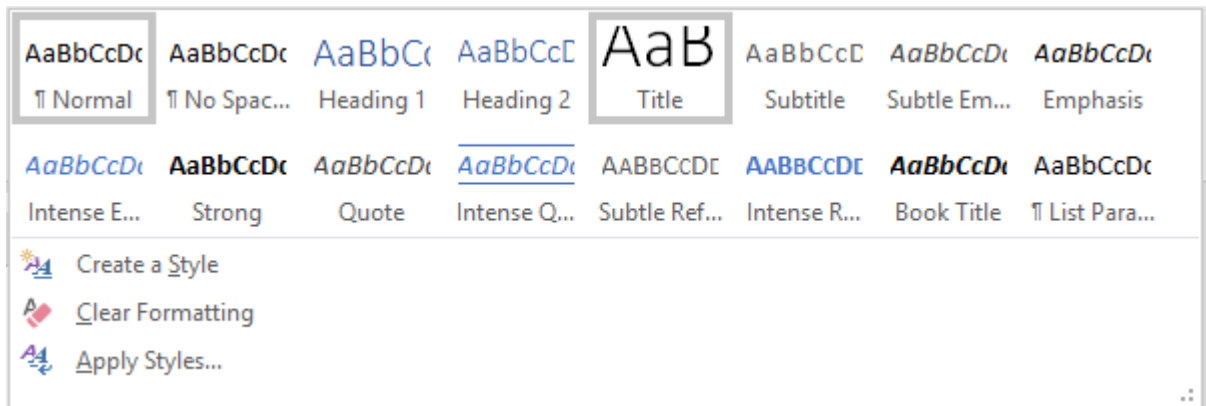 AaBbCcDc AaBbCcDc AaBbCc AaBbCcD AaB AaBbCcD AaBbCcDc AaBbCcDc
¶ Normal ¶ No Spac... Heading 1 Heading 2 Title Subtitle Subtle Em... Emphasis
AaBbCcDc AaBbCcDc AaBbCcDc AaBbCcDc AABBCCDD AABBCCDD AaBbCcDc AaBbCcDc
Intense E... Strong Quote Intense Q... Subtle Ref... Intense R... Book Title ¶ List Para...
Create a Style
Clear Formatting
Apply Styles...